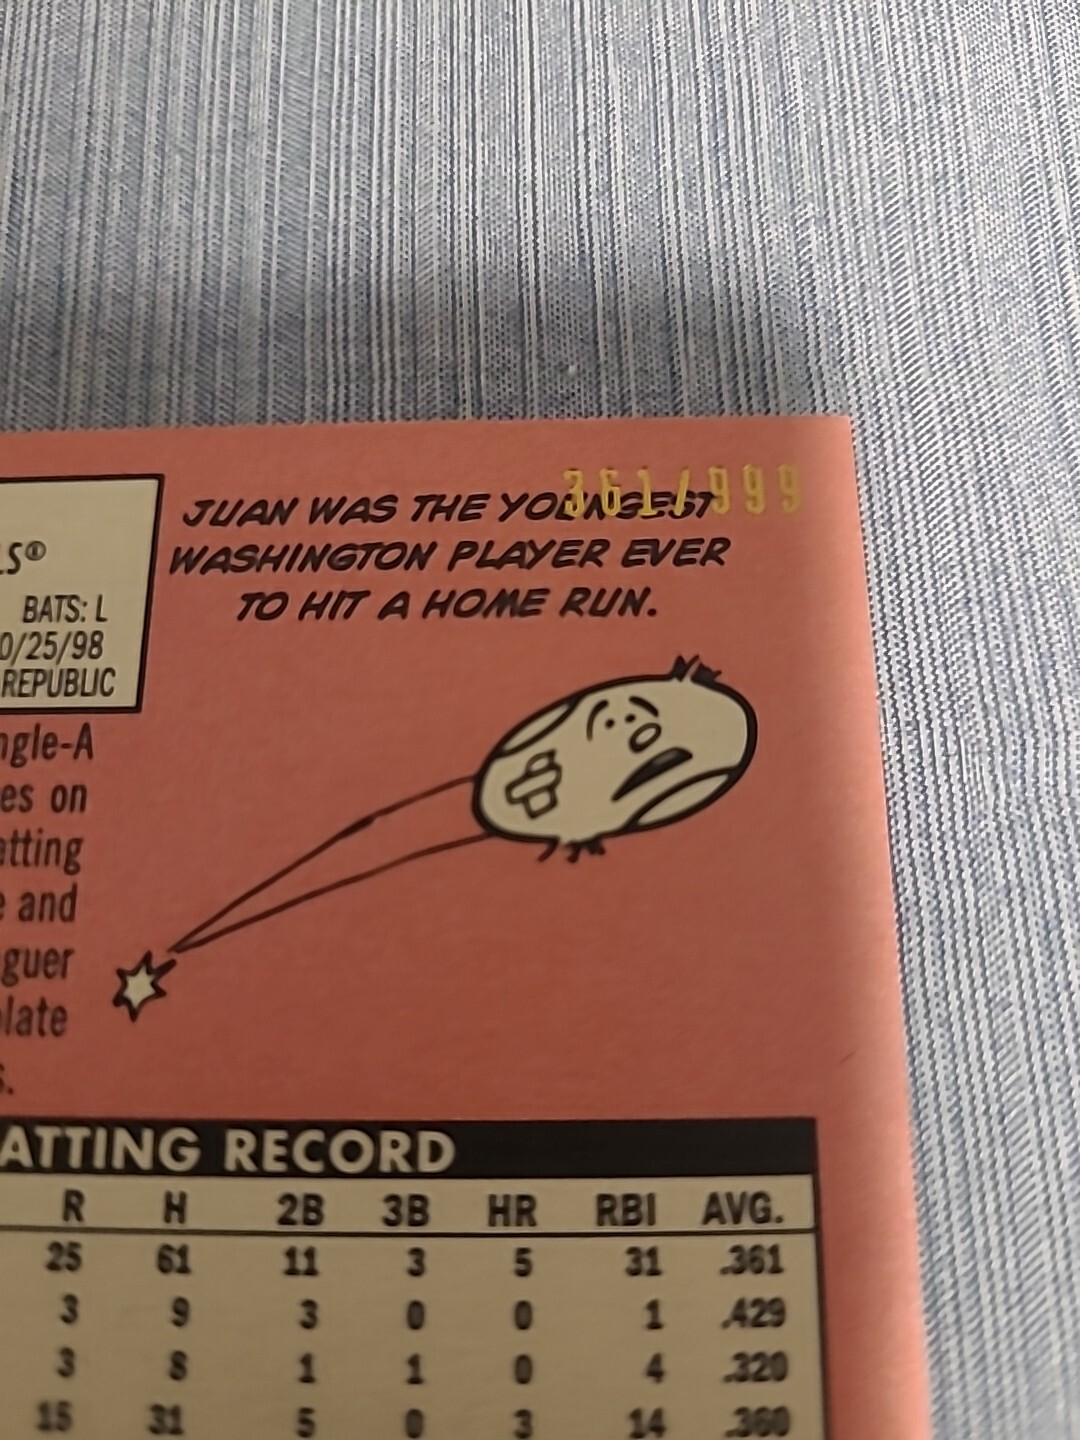 361/999
JUAN WAS THE YOUNGEST
WASHINGTON PLAYER EVER
TO HIT A HOME RUN.
LS®
BATS: L
0/25/98
REPUBLIC
ngle-A
es on
atting
e and
guer
late
s.
ATTING RECORD
R H 2B 3B HR RBI AVG.
25 61 11 3 5 31 .361
3 9 3 0 0 1 .429
3 8 1 1 0 4 .320
15 31 5 0 3 14 .360